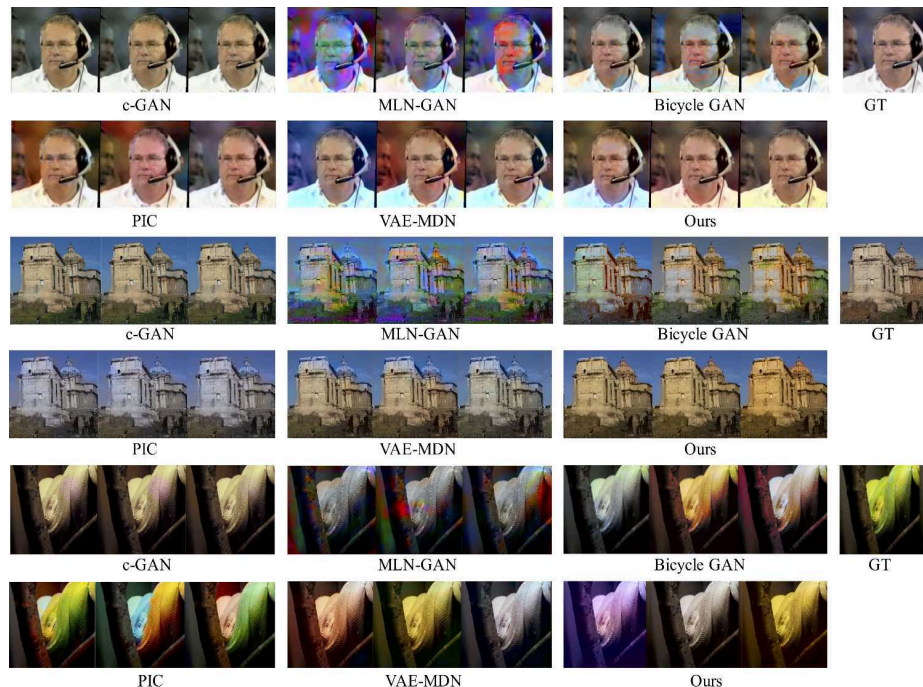 c-GAN MLN-GAN Bicycle GAN GT
PIC VAE-MDN Ours
c-GAN MLN-GAN Bicycle GAN GT
PIC VAE-MDN Ours
c-GAN MLN-GAN Bicycle GAN GT
PIC VAE-MDN Ours